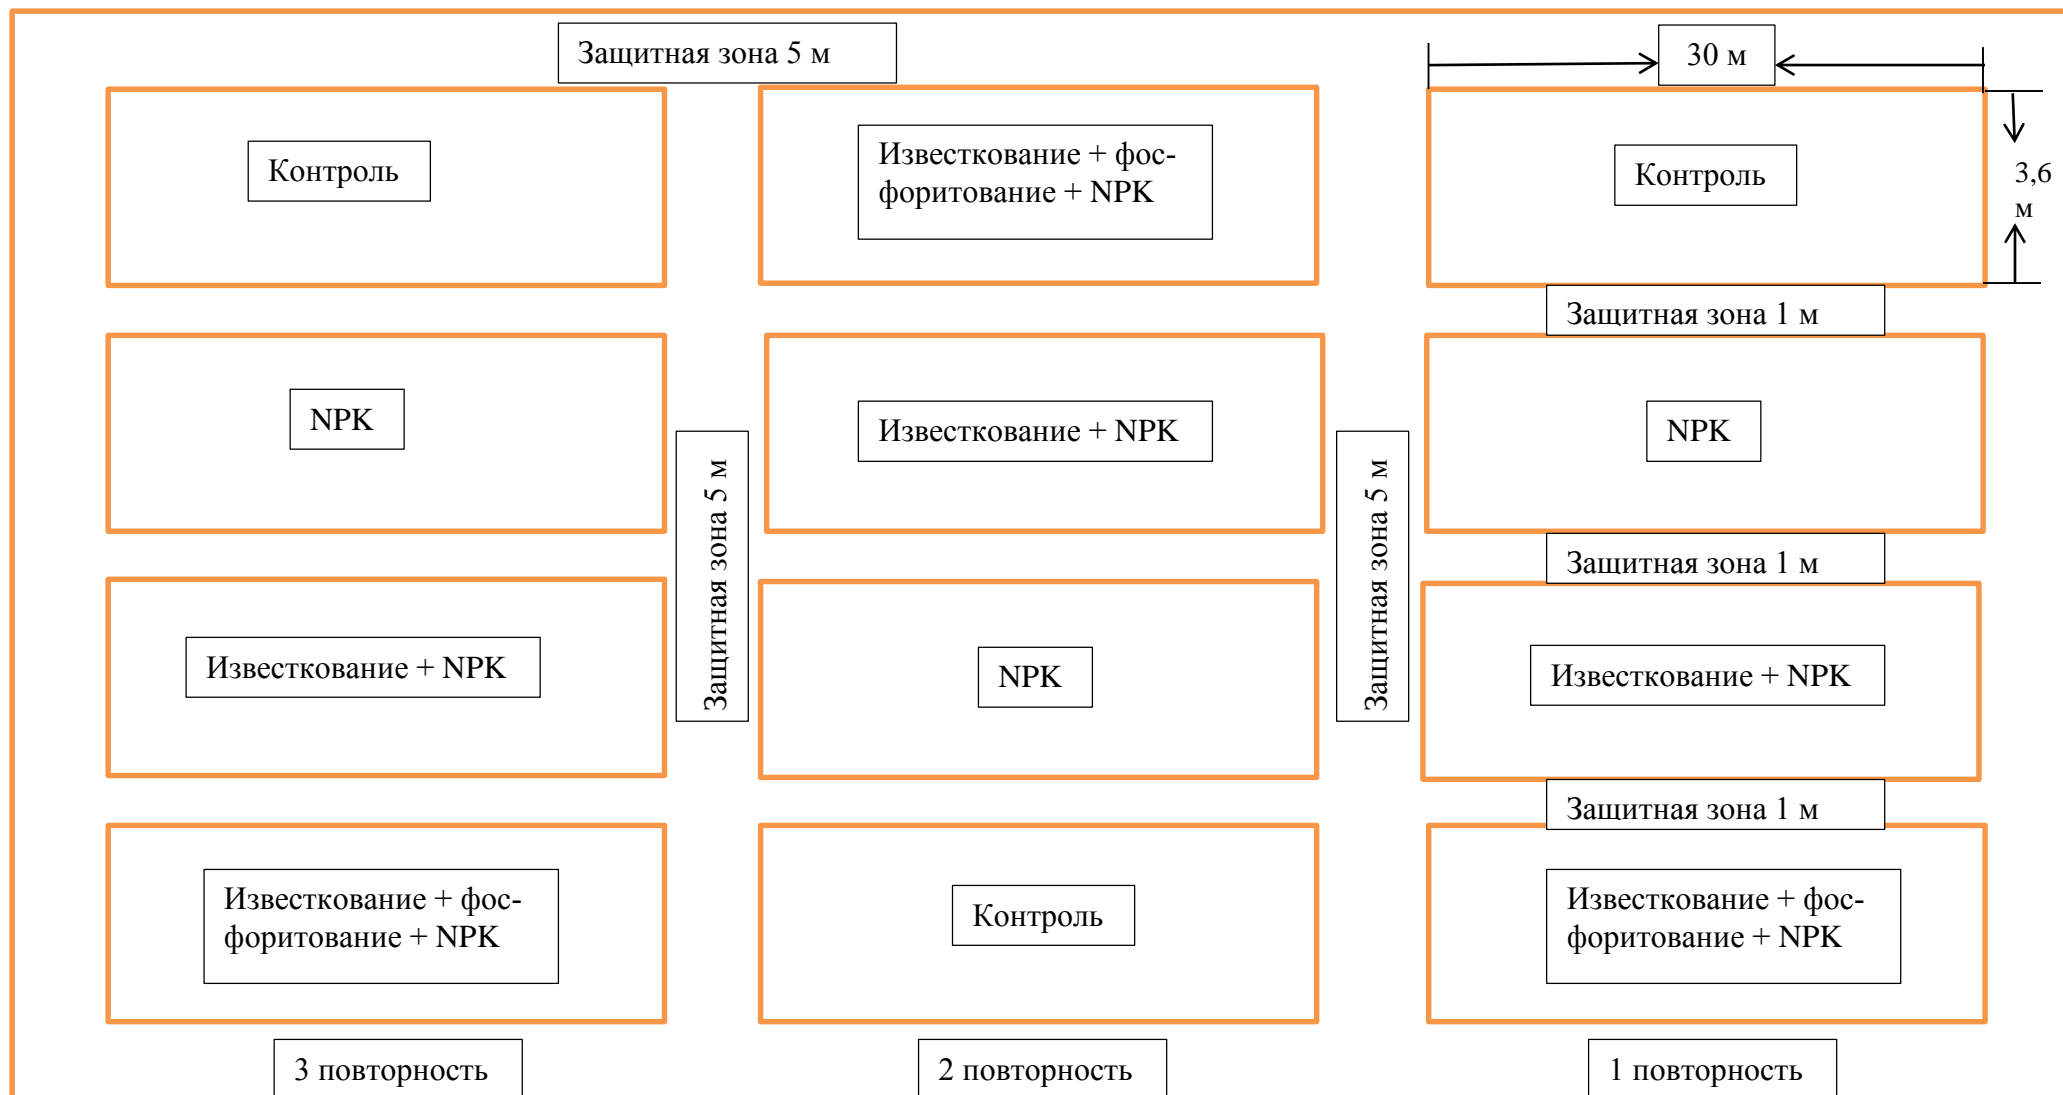 Защитная зона 5 м
30 м
Контроль
Известкование + фос-
форитование + NPK
Контроль
3,6
м
Защитная зона 1 м
NPK
Известкование + NPK
NPK
Защитная зона 5 м
Защитная зона 5 м
Защитная зона 1 м
Известкование + NPK
NPK
Известкование + NPK
Защитная зона 1 м
Известкование + фос-
форитование + NPK
Контроль
Известкование + фос-
форитование + NPK
3 повторность
2 повторность
1 повторность